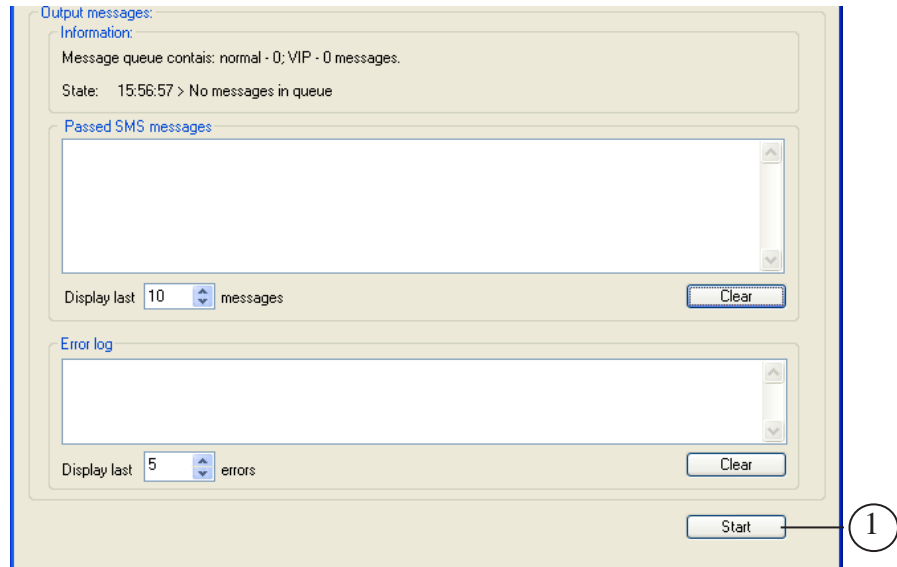 Output messages:
Information:
Message queue contais: normal - 0; VIP - 0 messages.
State: 15:56:57 > No messages in queue
Passed SMS messages
Display last 10 messages Clear
Error log
Display last 5 errors Clear
Start 1